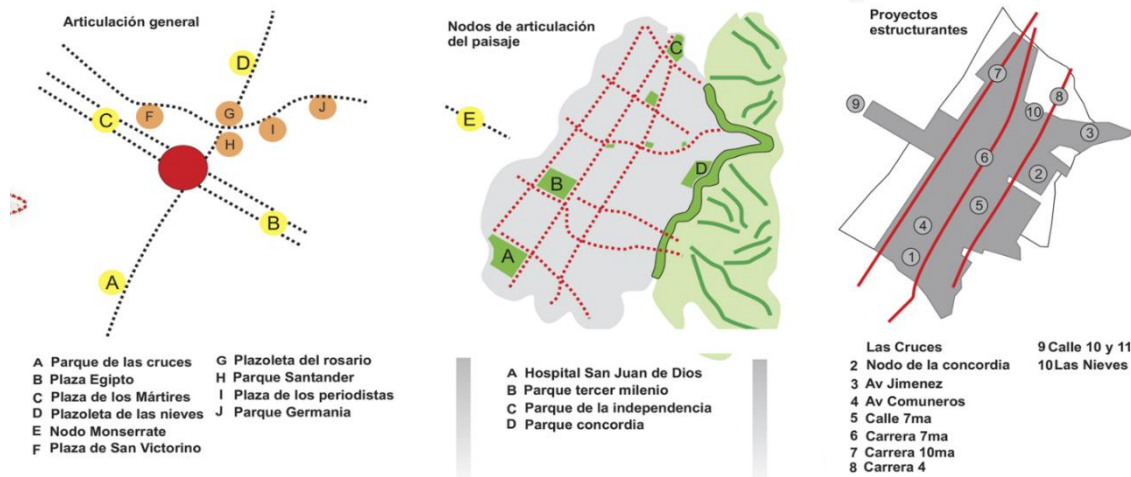 Articulación general
D
C
F
G
H
I
J
B
A
A Parque de las cruces
B Plaza Egipto
C Plaza de los Mártires
D Plazoleta de las nieves
E Nodo Monserrate
F Plaza de San Victorino
G Plazoleta del rosario
H Parque Santander
I Plaza de los periodistas
J Parque Germania
Nodos de articulación
del paisaje
E
C
B
D
A
A Hospital San Juan de Dios
B Parque tercer milenio
C Parque de la independencia
D Parque concordia
Proyectos
estructurantes
7
8
9
10
3
6
2
5
4
1
Las Cruces
2 Nodo de la concordia
3 Av Jimenez
4 Av Comuneros
5 Calle 7ma
6 Carrera 7ma
7 Carrera 10ma
8 Carrera 4
9 Calle 10 y 11
10 Las Nieves